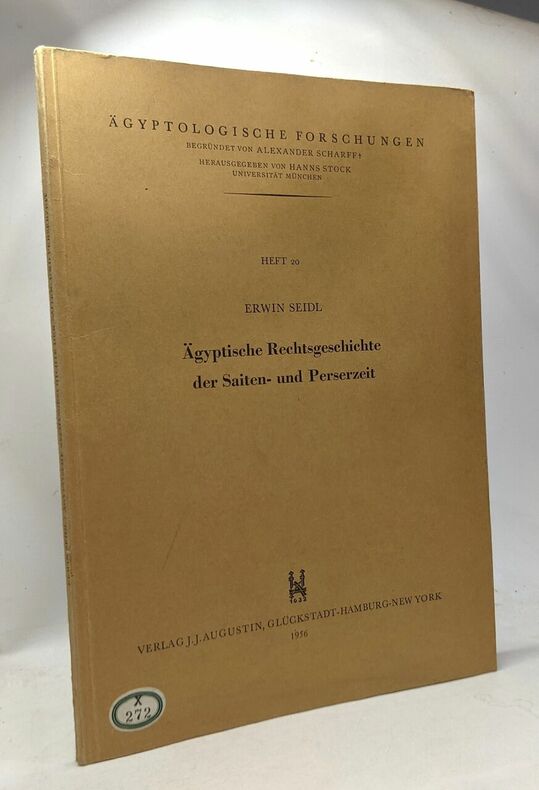 ÄGYPTOLOGISCHE FORSCHUNGEN
BEGRÜNDET VON ALEXANDER SCHARFF†
HERAUSGEGEBEN VON HANNS STOCK
UNIVERSITÄT MÜNCHEN
HEFT 20
ERWIN SEIDL
Ägyptische Rechtsgeschichte
der Saiten- und Perserzeit
1632
VERLAG J. J. AUGUSTIN, GLÜCKSTADT-HAMBURG-NEW YORK
1956
X
272